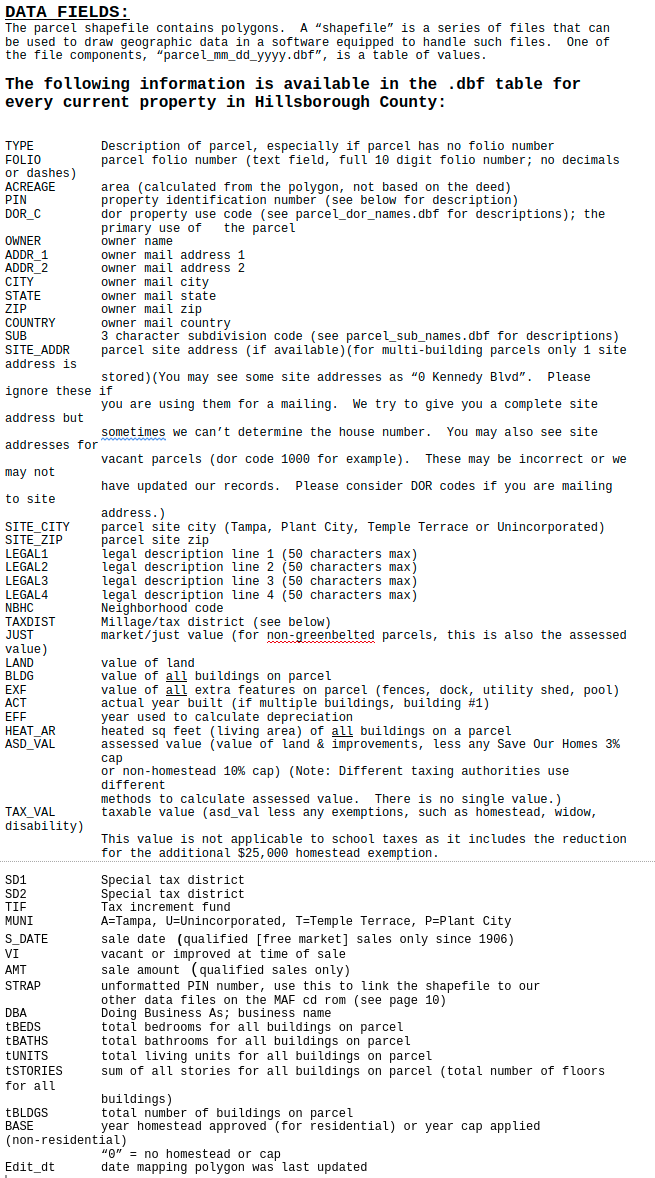 DATA FIELDS:
The parcel shapefile contains polygons.  A “shapefile” is a series of files that can
be used to draw geographic data in a software equipped to handle such files.  One of
the file components, “parcel_mm_dd_yyyy.dbf”, is a table of values.
The following information is available in the .dbf table for
every current property in Hillsborough County:
TYPE Description of parcel, especially if parcel has no folio number
FOLIO parcel folio number (text field, full 10 digit folio number; no decimals
or dashes)
ACREAGE area (calculated from the polygon, not based on the deed)
PIN property identification number (see below for description)
DOR_C dor property use code (see parcel_dor_names.dbf for descriptions); the
primary use of   the parcel
OWNER owner name
ADDR_1 owner mail address 1
ADDR_2 owner mail address 2
CITY owner mail city
STATE owner mail state
ZIP owner mail zip
COUNTRY owner mail country
SUB 3 character subdivision code (see parcel_sub_names.dbf for descriptions)
SITE_ADDR parcel site address (if available)(for multi-building parcels only 1 site
address is
stored)(You may see some site addresses as “0 Kennedy Blvd”.  Please
ignore these if
you are using them for a mailing.  We try to give you a complete site
address but
sometimes we can’t determine the house number.  You may also see site
addresses for
vacant parcels (dor code 1000 for example).  These may be incorrect or we
may not
have updated our records.  Please consider DOR codes if you are mailing
to site
address.)
SITE_CITY parcel site city (Tampa, Plant City, Temple Terrace or Unincorporated)
SITE_ZIP parcel site zip
LEGAL1 legal description line 1 (50 characters max)
LEGAL2 legal description line 2 (50 characters max)
LEGAL3 legal description line 3 (50 characters max)
LEGAL4 legal description line 4 (50 characters max)
NBHC Neighborhood code
TAXDIST Millage/tax district (see below)
JUST market/just value (for non-greenbelted parcels, this is also the assessed
value)
LAND value of land
BLDG value of all buildings on parcel
EXF value of all extra features on parcel (fences, dock, utility shed, pool)
ACT actual year built (if multiple buildings, building #1)
EFF year used to calculate depreciation
HEAT_AR heated sq feet (living area) of all buildings on a parcel
ASD_VAL assessed value (value of land & improvements, less any Save Our Homes 3%
cap
or non-homestead 10% cap) (Note: Different taxing authorities use
different
methods to calculate assessed value.  There is no single value.)
TAX_VAL taxable value (asd_val less any exemptions, such as homestead, widow,
disability)
This value is not applicable to school taxes as it includes the reduction
for the additional $25,000 homestead exemption.
SD1 Special tax district
SD2 Special tax district
TIF Tax increment fund
MUNI A=Tampa, U=Unincorporated, T=Temple Terrace, P=Plant City
S_DATE sale date (qualified [free market] sales only since 1906)
VI vacant or improved at time of sale
AMT sale amount (qualified sales only)
STRAP unformatted PIN number, use this to link the shapefile to our
other data files on the MAF cd rom (see page 10)
DBA Doing Business As; business name
tBEDS total bedrooms for all buildings on parcel
tBATHS total bathrooms for all buildings on parcel
tUNITS total living units for all buildings on parcel
tSTORIES sum of all stories for all buildings on parcel (total number of floors
for all
buildings)
tBLDGS total number of buildings on parcel
BASE year homestead approved (for residential) or year cap applied
(non-residential)
“0” = no homestead or cap
Edit_dt date mapping polygon was last updated